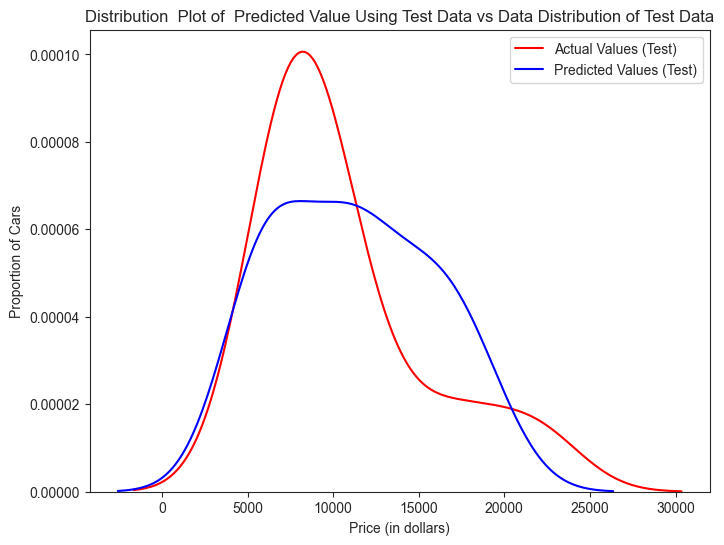 Distribution  Plot of  Predicted Value Using Test Data vs Data Distribution of Test Data
Actual Values (Test)
Predicted Values (Test)
Proportion of Cars
0.00010
0.00008
0.00006
0.00004
0.00002
0.00000
0 5000 10000 15000 20000 25000 30000
Price (in dollars)